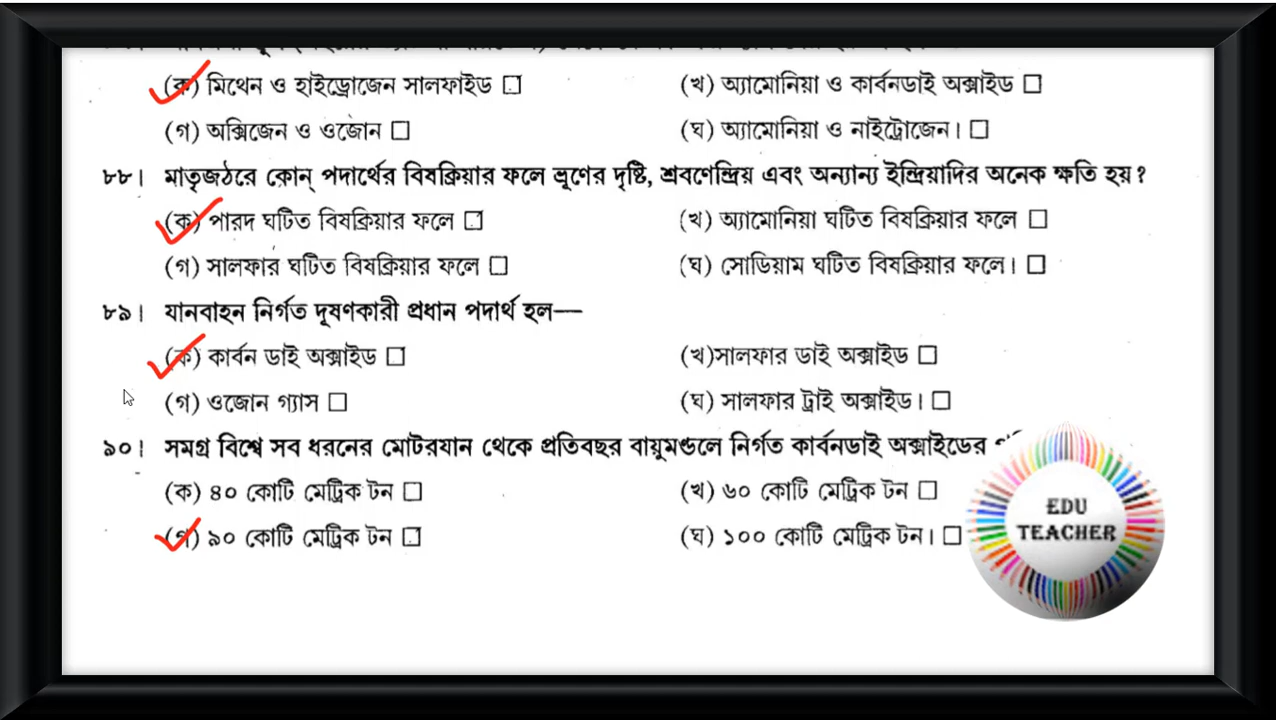 (ক) মিথেন ও হাইড্রোজেন সালফাইড □ (খ) অ্যামোনিয়া ও কার্বনডাই অক্সাইড □
(গ) অক্সিজেন ও ওজোন □ (ঘ) অ্যামোনিয়া ও নাইট্রোজেন। □
৮৮। মাতৃজঠরে কোন্ পদার্থের বিষক্রিয়ার ফলে ভ্রূণের দৃষ্টি, শ্রবণেন্দ্রিয় এবং অন্যান্য ইন্দ্রিয়াদির অনেক ক্ষতি হয়?
(ক) পারদ ঘটিত বিষক্রিয়ার ফলে □ (খ) অ্যামোনিয়া ঘটিত বিষক্রিয়ার ফলে □
(গ) সালফার ঘটিত বিষক্রিয়ার ফলে □ (ঘ) সোডিয়াম ঘটিত বিষক্রিয়ার ফলে। □
৮৯। যানবাহন নির্গত দূষণকারী প্রধান পদার্থ হল—
(ক) কার্বন ডাই অক্সাইড □ (খ)সালফার ডাই অক্সাইড □
(গ) ওজোন গ্যাস □ (ঘ) সালফার ট্রাই অক্সাইড। □
৯০। সমগ্র বিশ্বে সব ধরনের মোটরযান থেকে প্রতিবছর বায়ুমণ্ডলে নির্গত কার্বনডাই অক্সাইডের
(ক) ৪০ কোটি মেট্রিক টন □ (খ) ৬০ কোটি মেট্রিক টন □
(গ) ৯০ কোটি মেট্রিক টন □ (ঘ) ১০০ কোটি মেট্রিক টন। □
EDU
TEACHER